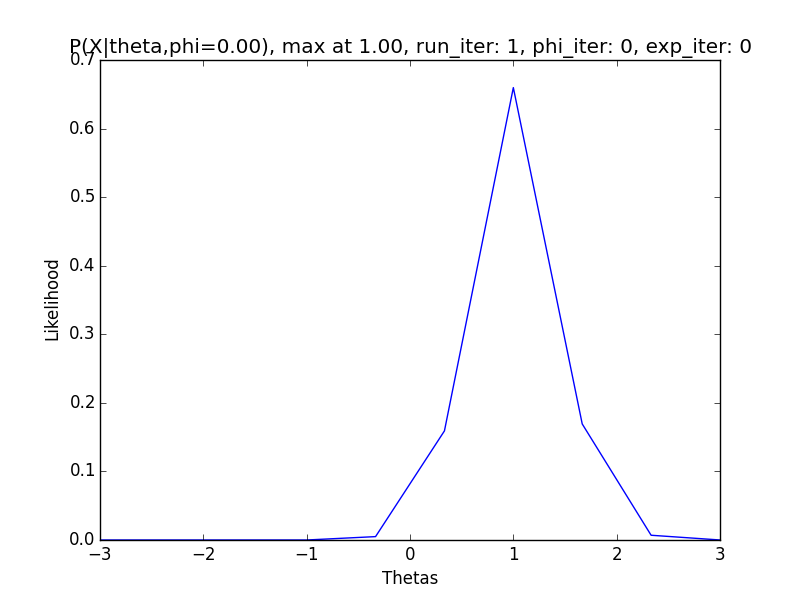 P(X|theta,phi=0.00), max at 1.00, run_iter: 1, phi_iter: 0, exp_iter: 0
0.7
0.6
0.5
0.4
0.3
0.2
0.1
0.0
Likelihood
−3 −2 −1 0 1 2 3
Thetas